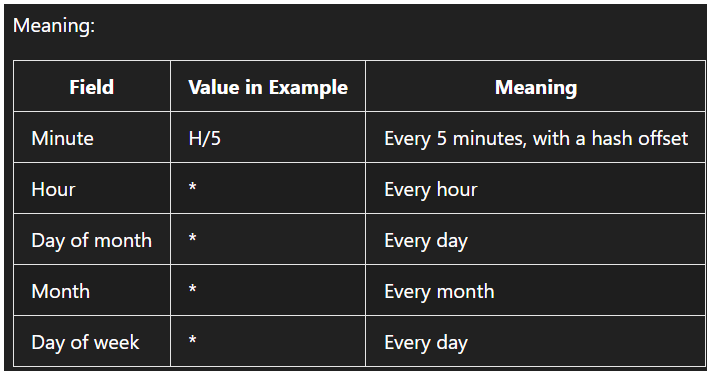 Meaning:
Field Value in Example Meaning
Minute H/5 Every 5 minutes, with a hash offset
Hour * Every hour
Day of month * Every day
Month * Every month
Day of week * Every day